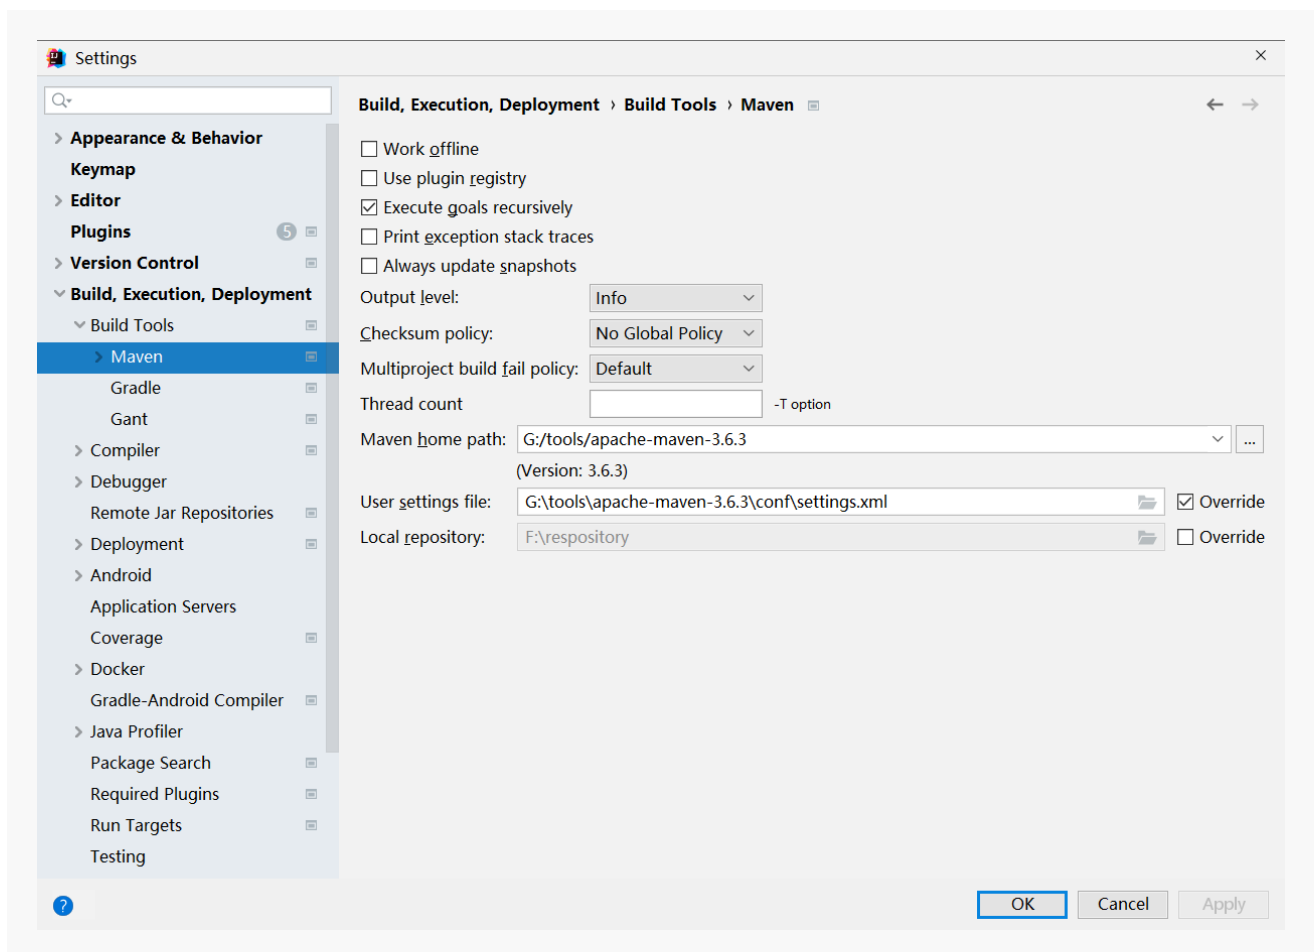 Settings
Appearance & Behavior
Keymap
Editor
Plugins 5
Version Control
Build, Execution, Deployment
Build Tools
Maven
Gradle
Gant
Compiler
Debugger
Remote Jar Repositories
Deployment
Android
Application Servers
Coverage
Docker
Gradle-Android Compiler
Java Profiler
Package Search
Required Plugins
Run Targets
Testing
Build, Execution, Deployment › Build Tools › Maven
Work offline
Use plugin registry
Execute goals recursively
Print exception stack traces
Always update snapshots
Output level: Info
Checksum policy: No Global Policy
Multiproject build fail policy: Default
Thread count -T option
Maven home path: G:/tools/apache-maven-3.6.3 ...
(Version: 3.6.3)
User settings file: G:\tools\apache-maven-3.6.3\conf\settings.xml Override
Local repository: F:\respository Override
? OK Cancel Apply